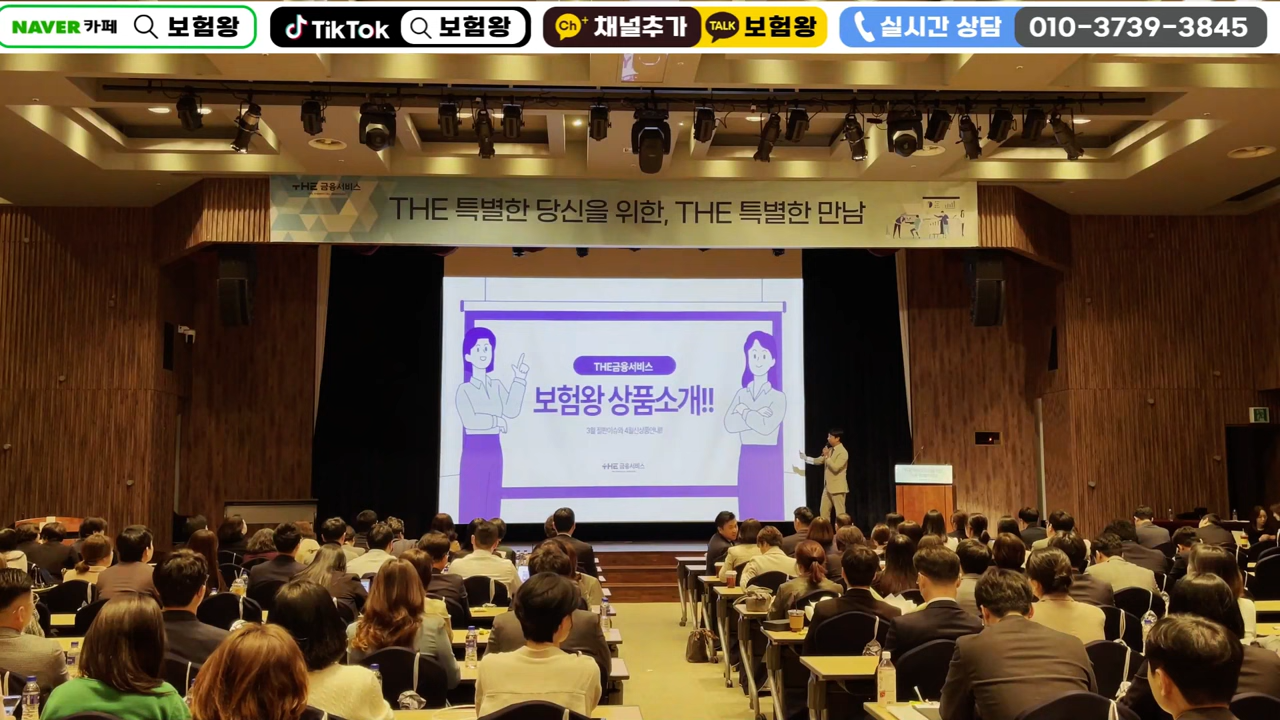 NAVER 카페 보험왕
TikTok 보험왕
Ch+ 채널추가 TALK 보험왕
실시간 상담 010-3739-3845
THE 금융서비스
THE 특별한 당신을 위한, THE 특별한 만남
THE금융서비스
보험왕 상품소개!!
THE 금융서비스